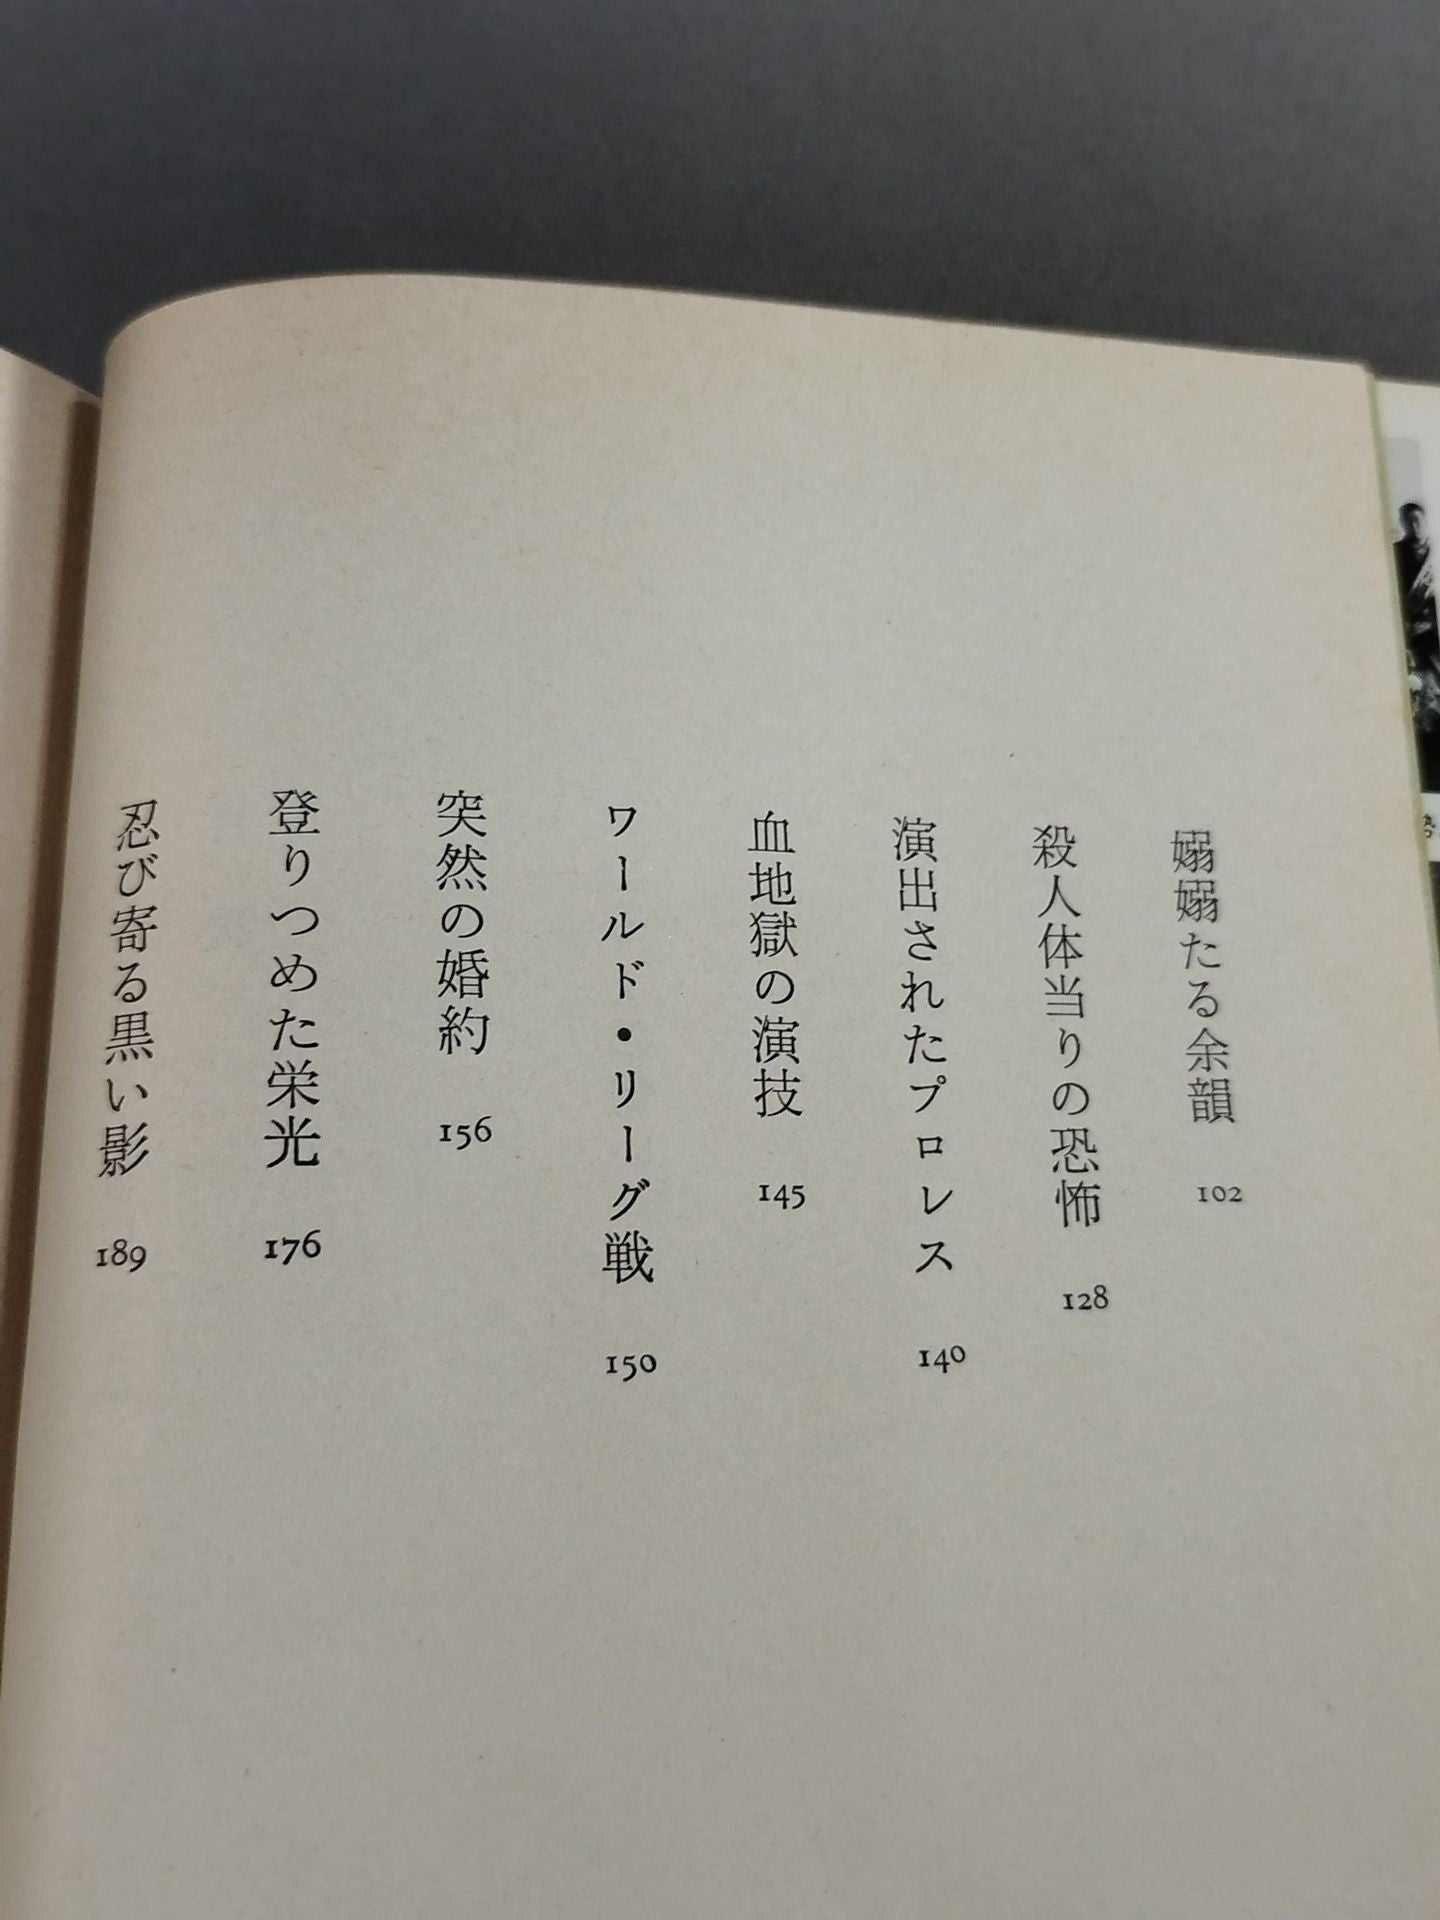 嫋嫋たる余韻 102
殺人体当りの恐怖 128
演出されたプロレス 140
血地獄の演技 145
ワールド・リーグ戦 150
突然の婚約 156
登りつめた栄光 176
忍び寄る黒い影 189